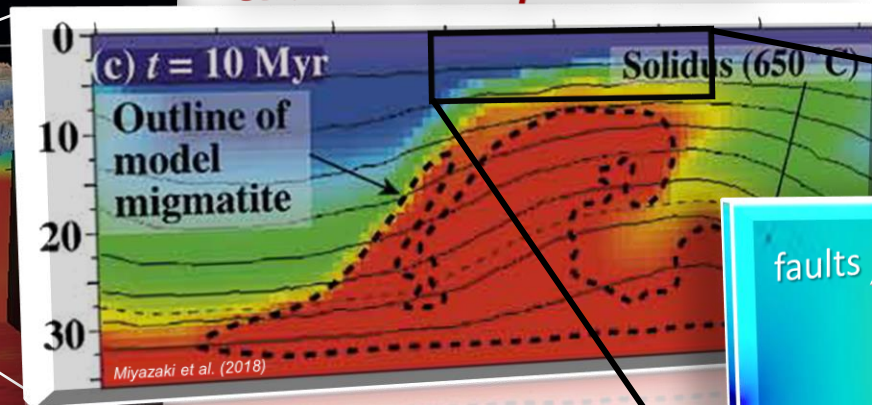 0
(c) t = 10 Myr
Solidus (650 C)
Outline of
model
migmatite
10
20
30
faults
Miyazaki et al. (2018)